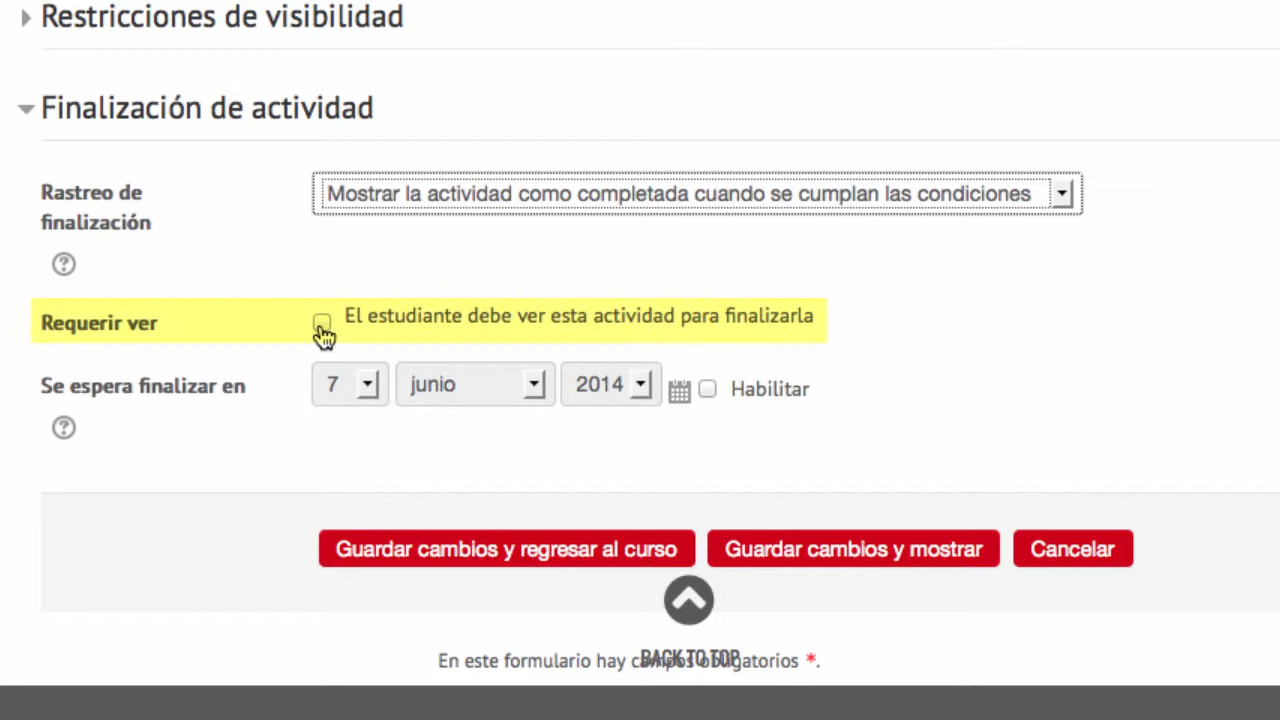 Restricciones de visibilidad
Finalización de actividad
Rastreo de
finalización
Mostrar la actividad como completada cuando se cumplan las condiciones
Requerir ver
El estudiante debe ver esta actividad para finalizarla
Se espera finalizar en
7 junio 2014 Habilitar
Guardar cambios y regresar al curso Guardar cambios y mostrar Cancelar
BACK TO TOP
En este formulario hay campos obligatorios *.